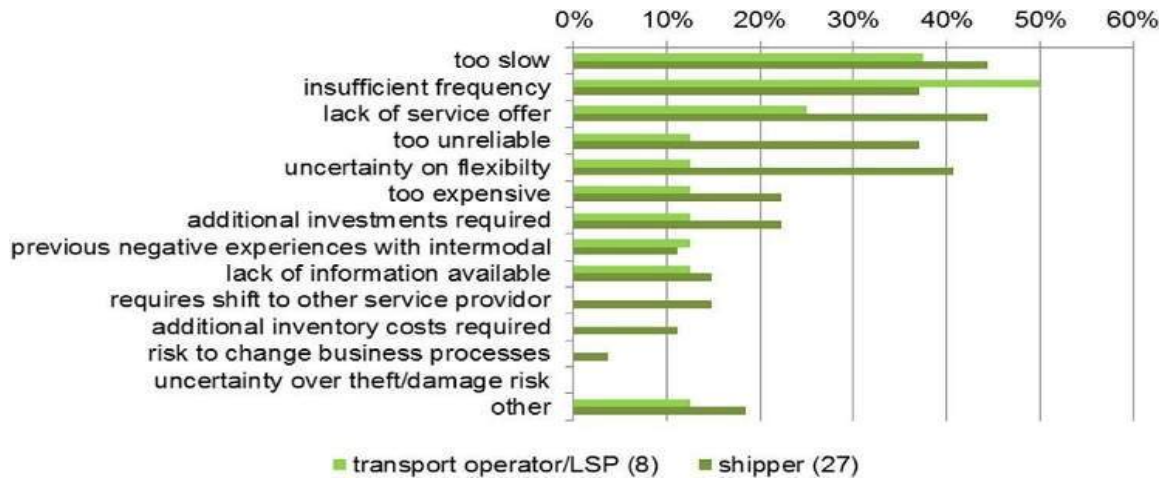 0% 10% 20% 30% 40% 50% 60%
too slow
insufficient frequency
lack of service offer
too unreliable
uncertainty on flexibilty
too expensive
additional investments required
previous negative experiences with intermodal
lack of information available
requires shift to other service providor
additional inventory costs required
risk to change business processes
uncertainty over theft/damage risk
other
transport operator/LSP (8) shipper (27)